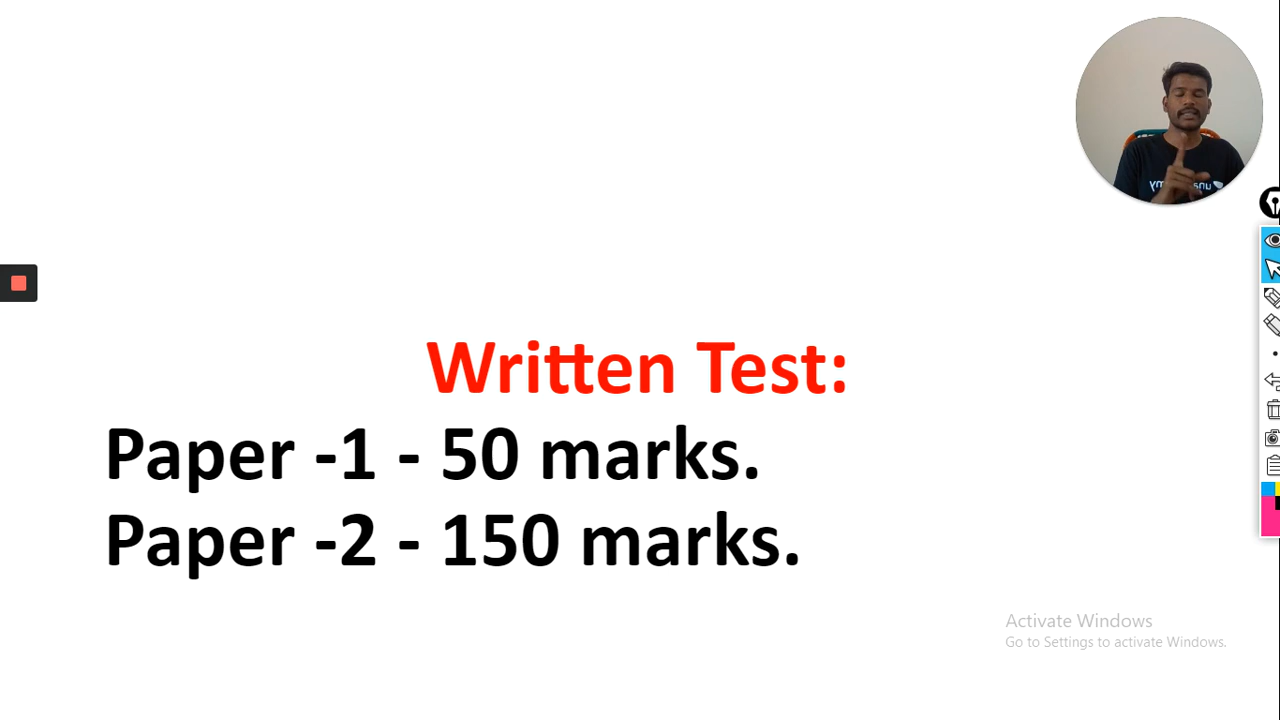 Written Test:
Paper -1 - 50 marks.
Paper -2 - 150 marks.
Activate Windows
Go to Settings to activate Windows.